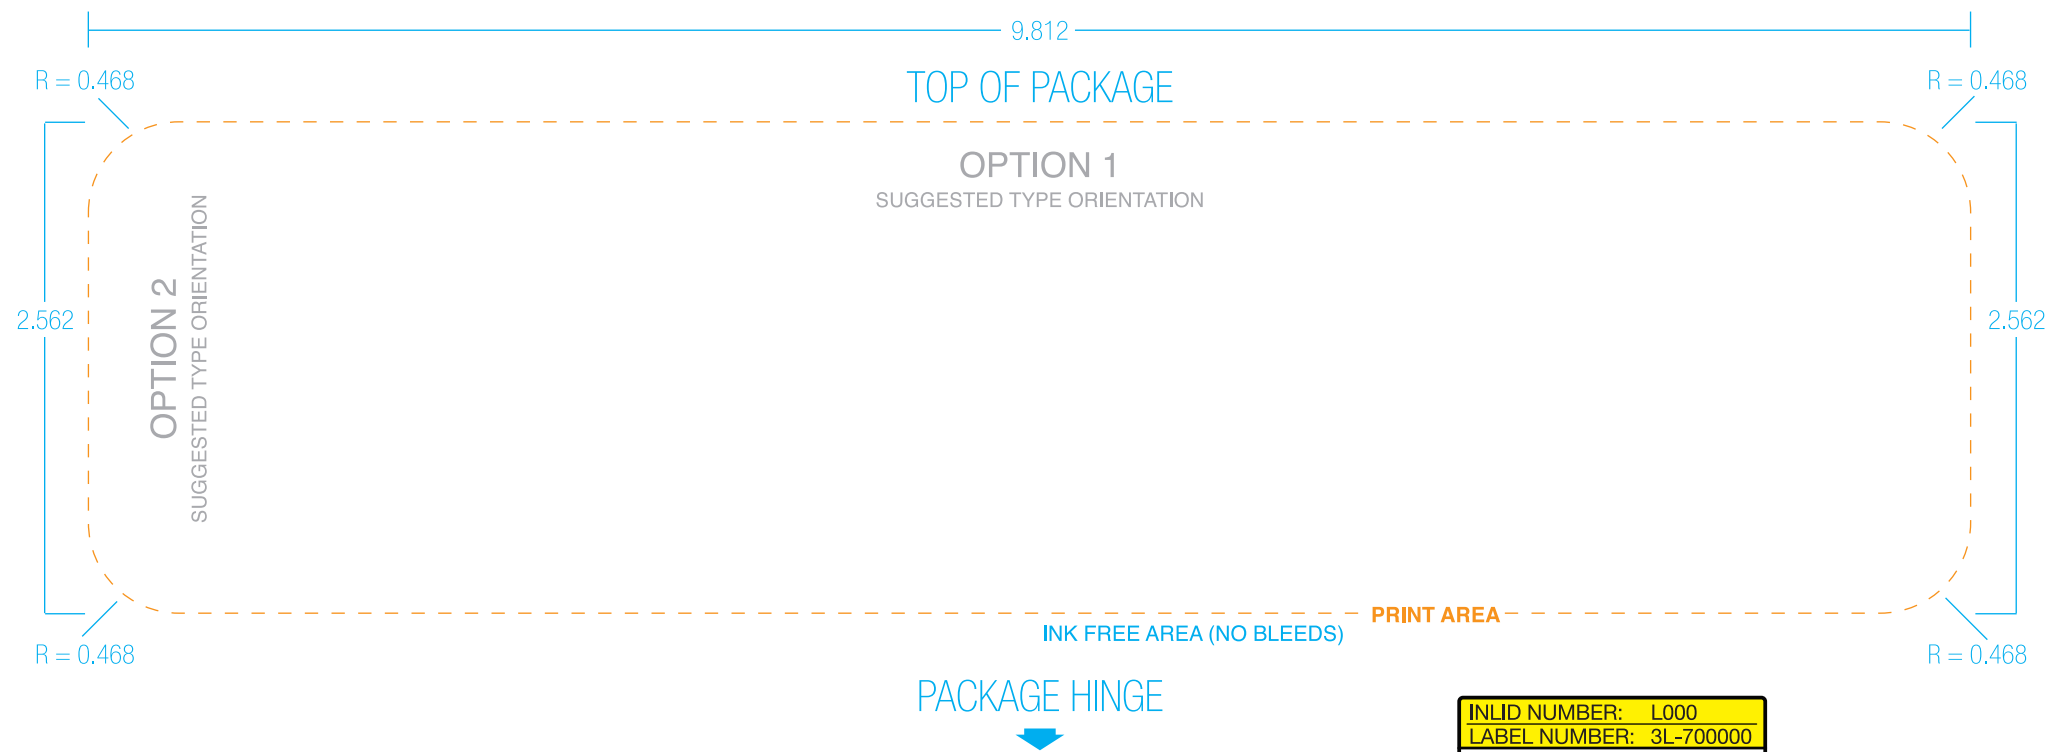 9.812
R = 0.468
TOP OF PACKAGE
R = 0.468
OPTION 1
SUGGESTED TYPE ORIENTATION
OPTION 2
SUGGESTED TYPE ORIENTATION
2.562
2.562
PRINT AREA
INK FREE AREA (NO BLEEDS)
R = 0.468
R = 0.468
PACKAGE HINGE
INLID NUMBER: L000
LABEL NUMBER: 3L-700000